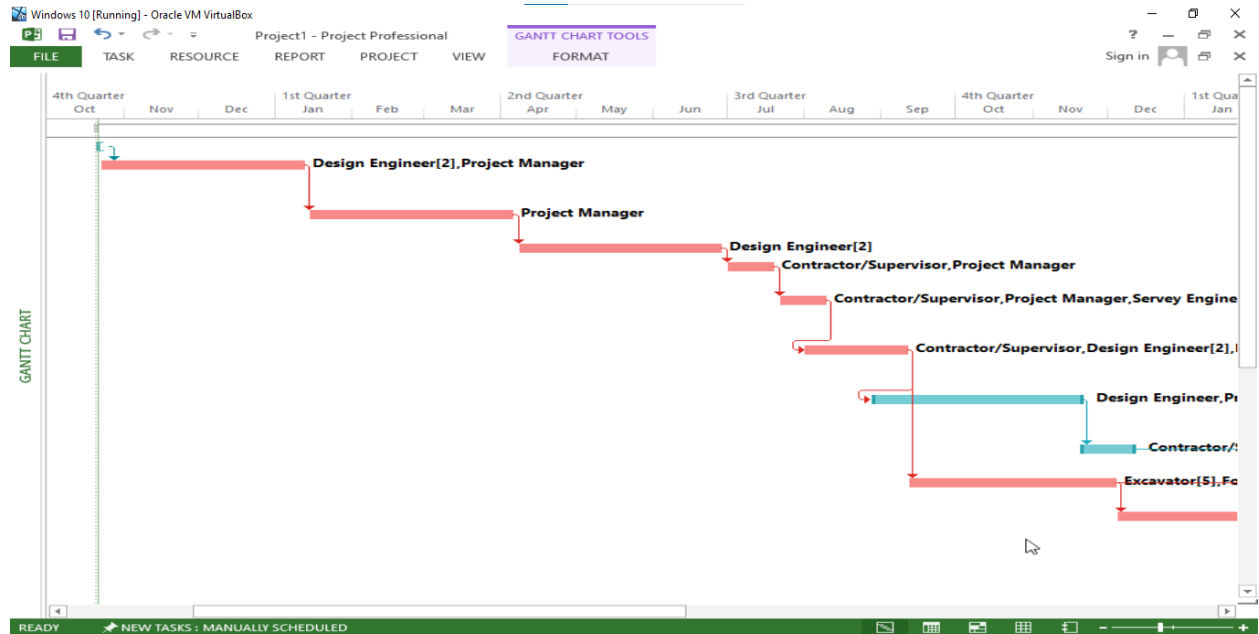 Windows 10 [Running] - Oracle VM VirtualBox
Project1 - Project Professional
GANTT CHART TOOLS
?
FILE TASK RESOURCE REPORT PROJECT VIEW FORMAT Sign in
4th Quarter 1st Quarter 2nd Quarter 3rd Quarter 4th Quarter 1st Qua
Oct Nov Dec Jan Feb Mar Apr May Jun Jul Aug Sep Oct Nov Dec Jan
Design Engineer[2],Project Manager
Project Manager
Design Engineer[2]
Contractor/Supervisor,Project Manager
Contractor/Supervisor,Project Manager,Servey Engine
Contractor/Supervisor,Design Engineer[2],
Design Engineer,Pr
Contractor/
Excavator[5],Fo
GANTT CHART
READY NEW TASKS : MANUALLY SCHEDULED